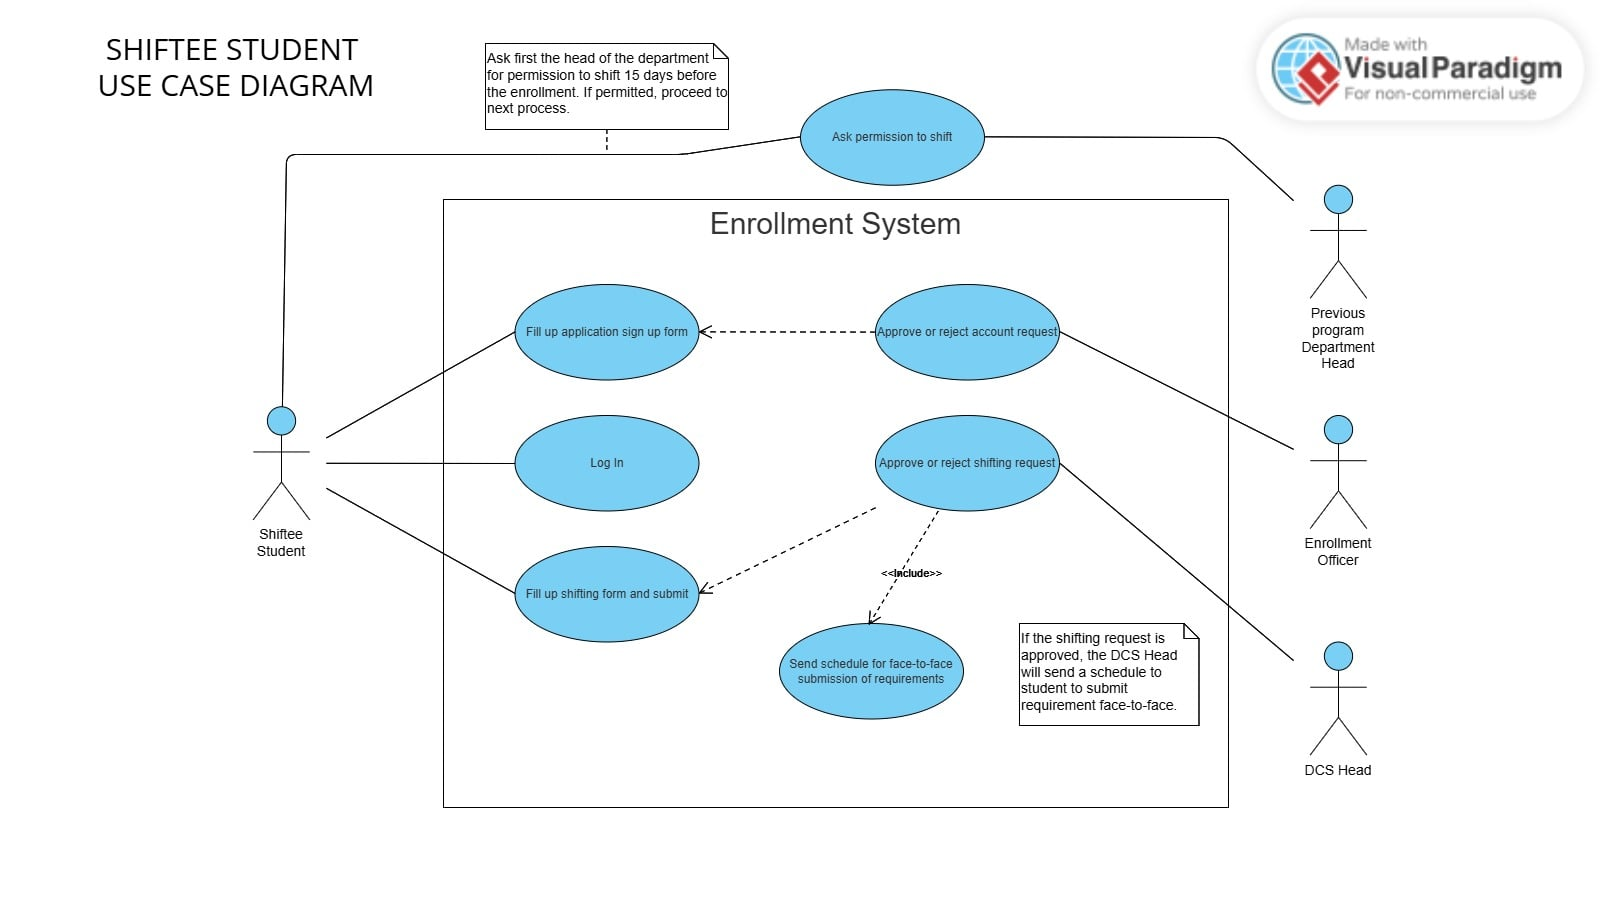 SHIFTEE STUDENT
USE CASE DIAGRAM
Ask first the head of the department
for permission to shift 15 days before
the enrollment. If permitted, proceed to
next process.
Made with
Visual Paradigm
For non-commercial use
Ask permission to shift
Enrollment System
Fill up application sign up form
Approve or reject account request
Previous
program
Department
Head
Log In
Approve or reject shifting request
Shiftee
Student
Enrollment
Officer
<<Include>>
Fill up shifting form and submit
Send schedule for face-to-face
submission of requirements
If the shifting request is
approved, the DCS Head
will send a schedule to
student to submit
requirement face-to-face.
DCS Head